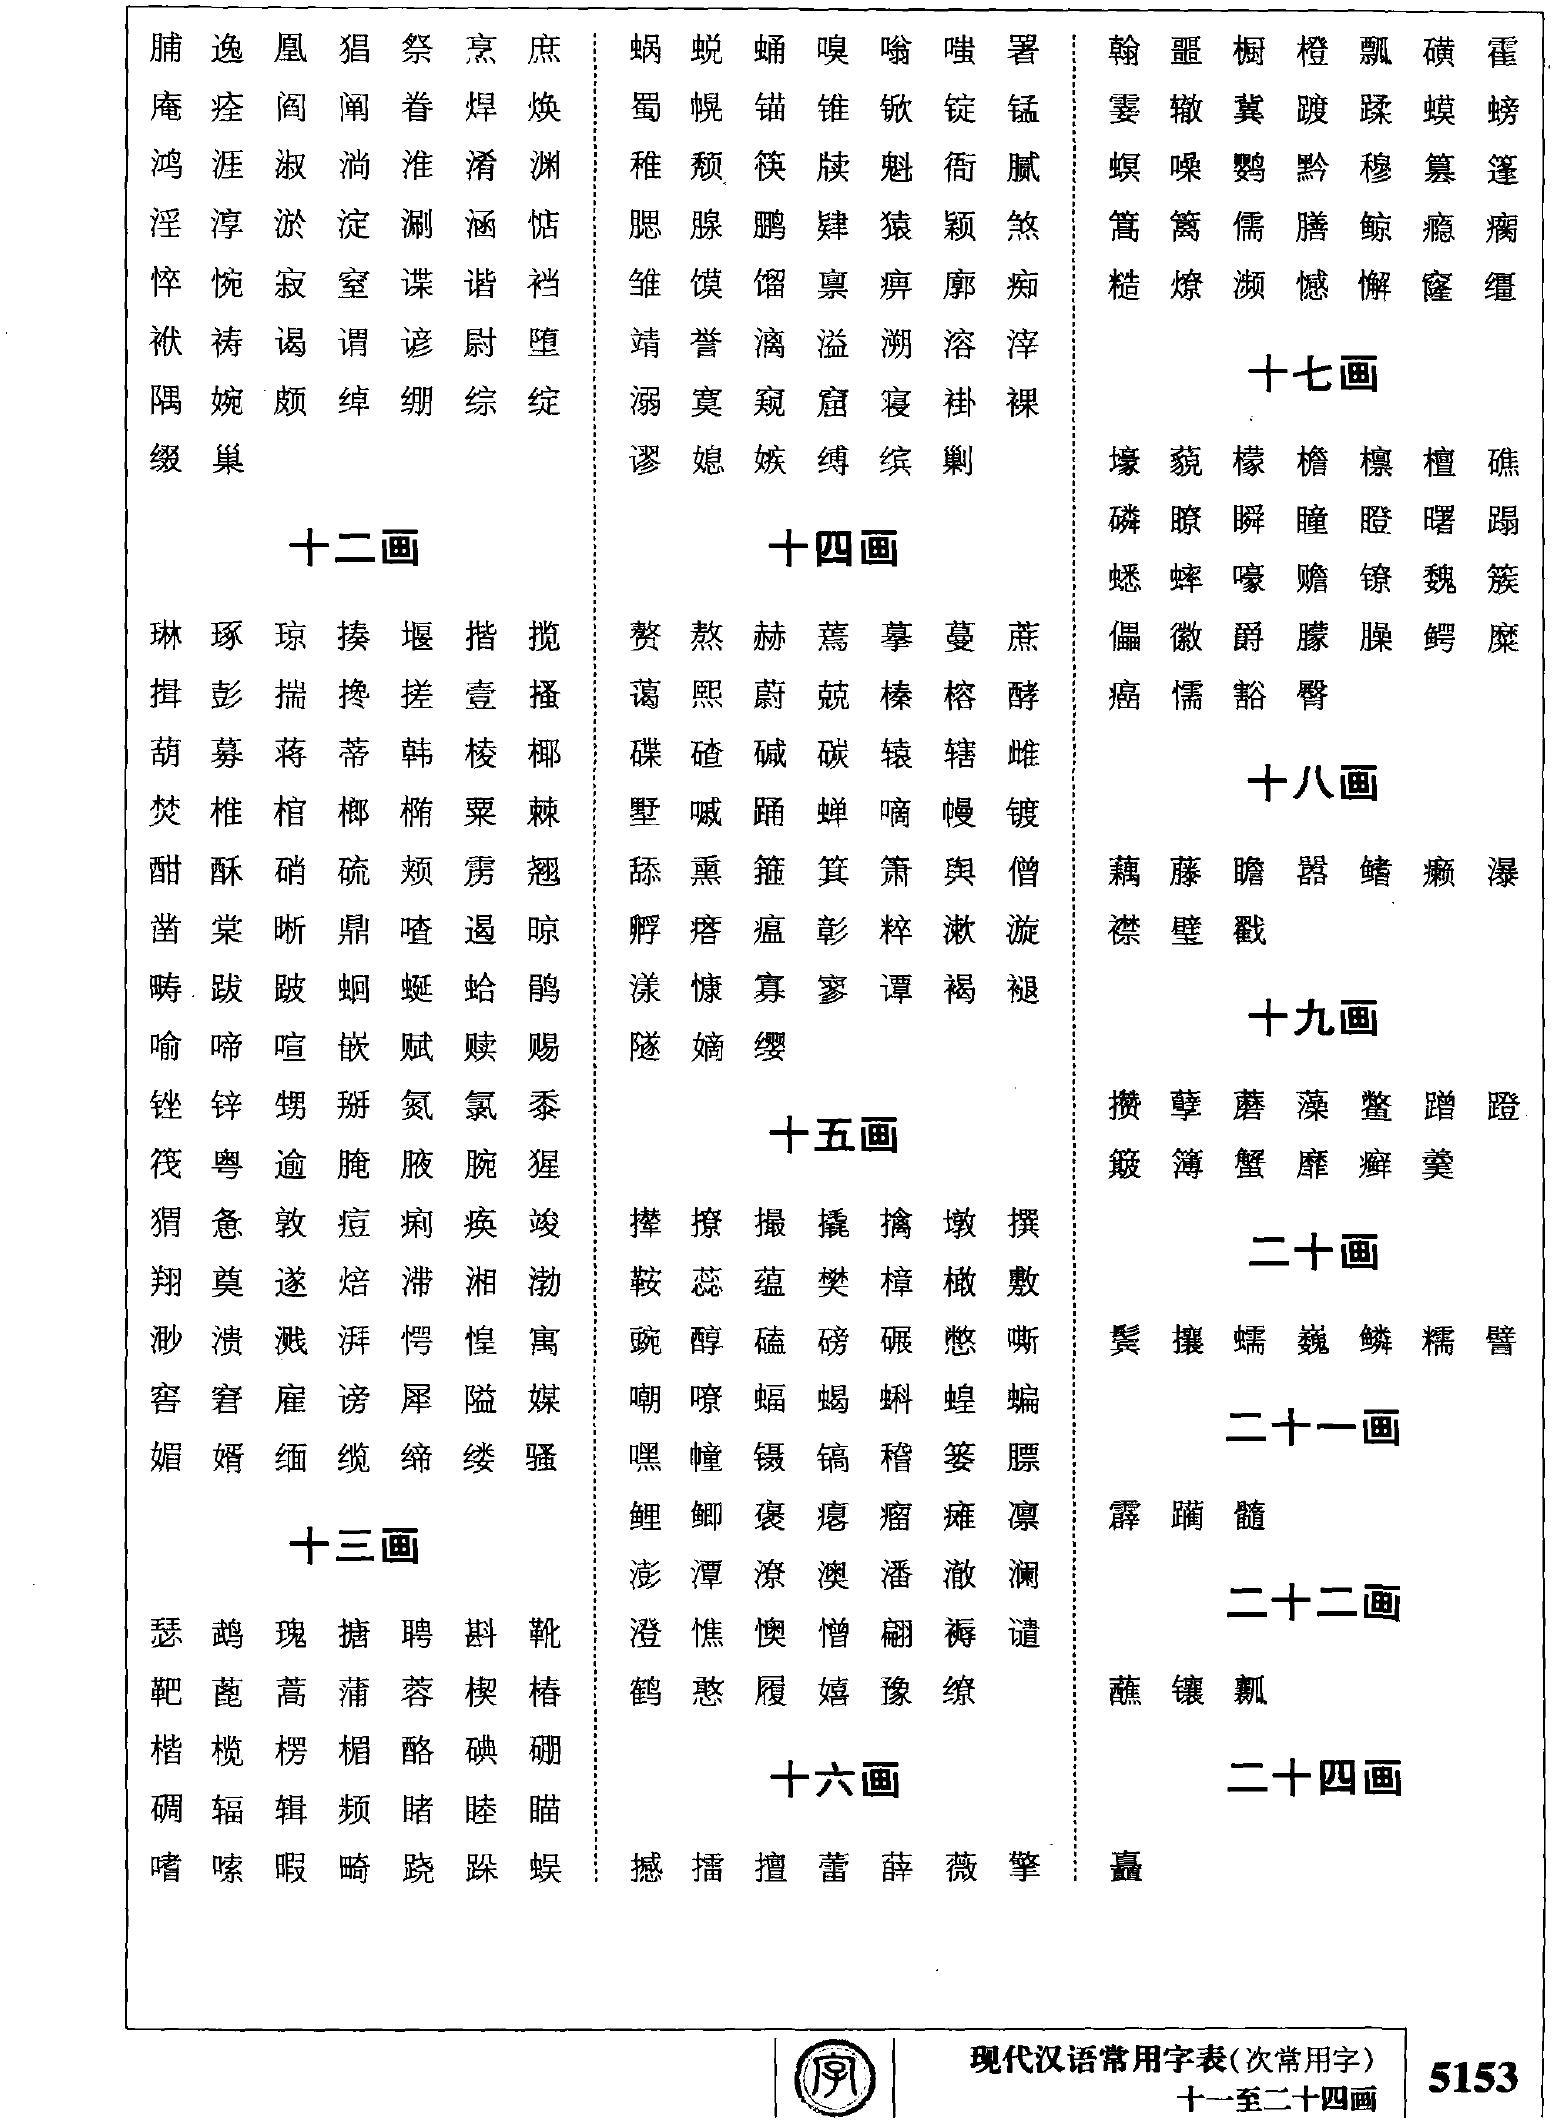 脯 逸 凰 猖 祭 烹 庶
庵 痊 阎 阐 眷 焊 焕
鸿 涯 淑 淌 淮 淆 渊
淫 淳 淤 淀 涮 涵 惦
悴 惋 寂 窒 谍 谐 裆
袱 祷 谒 谓 谚 尉 堕
隅 婉 颇 绰 绷 综 绽
缀 巢
十二画
琳 琢 琼 揍 堰 揩 揽
揖 彭 揣 搀 搓 壹 搔
葫 募 蒋 蒂 韩 棱 椰
焚 椎 棺 榔 椭 粟 棘
酣 酥 硝 硫 颊 雳 翘
凿 棠 晰 鼎 喳 遏 晾
畴 跋 跛 蛔 蜒 蛤 鹃
喻 啼 喧 嵌 赋 赎 赐
锉 锌 甥 掰 氮 氯 黍
筏 粤 逾 腌 腋 腕 猩
猬 惫 敦 痘 痢 痪 竣
翔 奠 遂 焙 滞 湘 渤
渺 溃 溅 湃 愕 惶 寓
窖 窘 雇 谤 犀 隘 媒
媚 婿 缅 缆 缔 缕 骚
十三画
瑟 鹉 瑰 搪 聘 斟 靴
靶 蓖 蒿 蒲 蓉 楔 椿
楷 榄 楞 楣 酪 碘 硼
碉 辐 辑 频 睹 睦 瞄
嗜 嗦 暇 畸 跷 跺 蜈
蜗 蜕 蛹 嗅 嗡 嗤 署
蜀 幌 锚 锥 锨 锭 锰
稚 颓 筷 牍 魁 衙 腻
腮 腺 鹏 肄 猿 颖 煞
雏 馍 馏 禀 痹 廓 痴
靖 誊 漓 溢 溯 溶 滓
溺 寞 窥 窟 寝 褂 裸
谬 媳 嫉 缚 缤 剿
十四画
赘 熬 赫 蔫 摹 蔓 蔗
蔼 熙 蔚 兢 榛 榕 酵
碟 碴 碱 碳 辕 辖 雌
墅 嘁 踊 蝉 嘀 幔 镀
舔 熏 箍 箕 箫 舆 僧
孵 瘩 瘟 彰 粹 漱 漩
漾 慷 寡 寥 谭 褐 褪
隧 嫡 缨
十五画
撵 撩 撮 撬 擒 墩 撰
鞍 蕊 蕴 樊 樟 橄 敷
豌 醇 磕 磅 碾 憋 嘶
嘲 嘹 蝠 蝎 蝌 蝗 蝙
嘿 幢 镊 镐 稽 篓 膘
鲤 鲫 褒 瘪 瘤 瘫 凛
澎 潭 潦 澳 潘 澈 澜
澄 憔 懊 憎 翩 褥 谴
鹤 憨 履 嬉 豫 缭
十六画
撼 擂 擅 蕾 薛 薇 擎
翰 噩 橱 橙 瓢 磺 霍
霎 辙 冀 踱 蹂 蟆 螃
螟 噪 鹦 黔 穆 篡 篷
篙 篱 儒 膳 鲸 瘾 瘸
糙 燎 濒 憾 懈 窿 缰
十七画
壕 藐 檬 檐 檩 檀 礁
磷 瞭 瞬 瞳 瞪 曙 蹋
蟋 蟀 嚎 赡 镣 魏 簇
儡 徽 爵 朦 臊 鳄 糜
癌 懦 豁 臀
十八画
藕 藤 瞻 嚣 鳍 癞 瀑
襟 璧 戳
十九画
攒 孽 蘑 藻 鳖 蹭 蹬
簸 簿 蟹 靡 癣 羹
二十画
鬓 攘 蠕 巍 鳞 糯 譬
二十一画
霹 躏 髓
二十二画
蘸 镶 瓤
二十四画
矗
字
现代汉语常用字表(次常用字)
十一至二十四画
5153